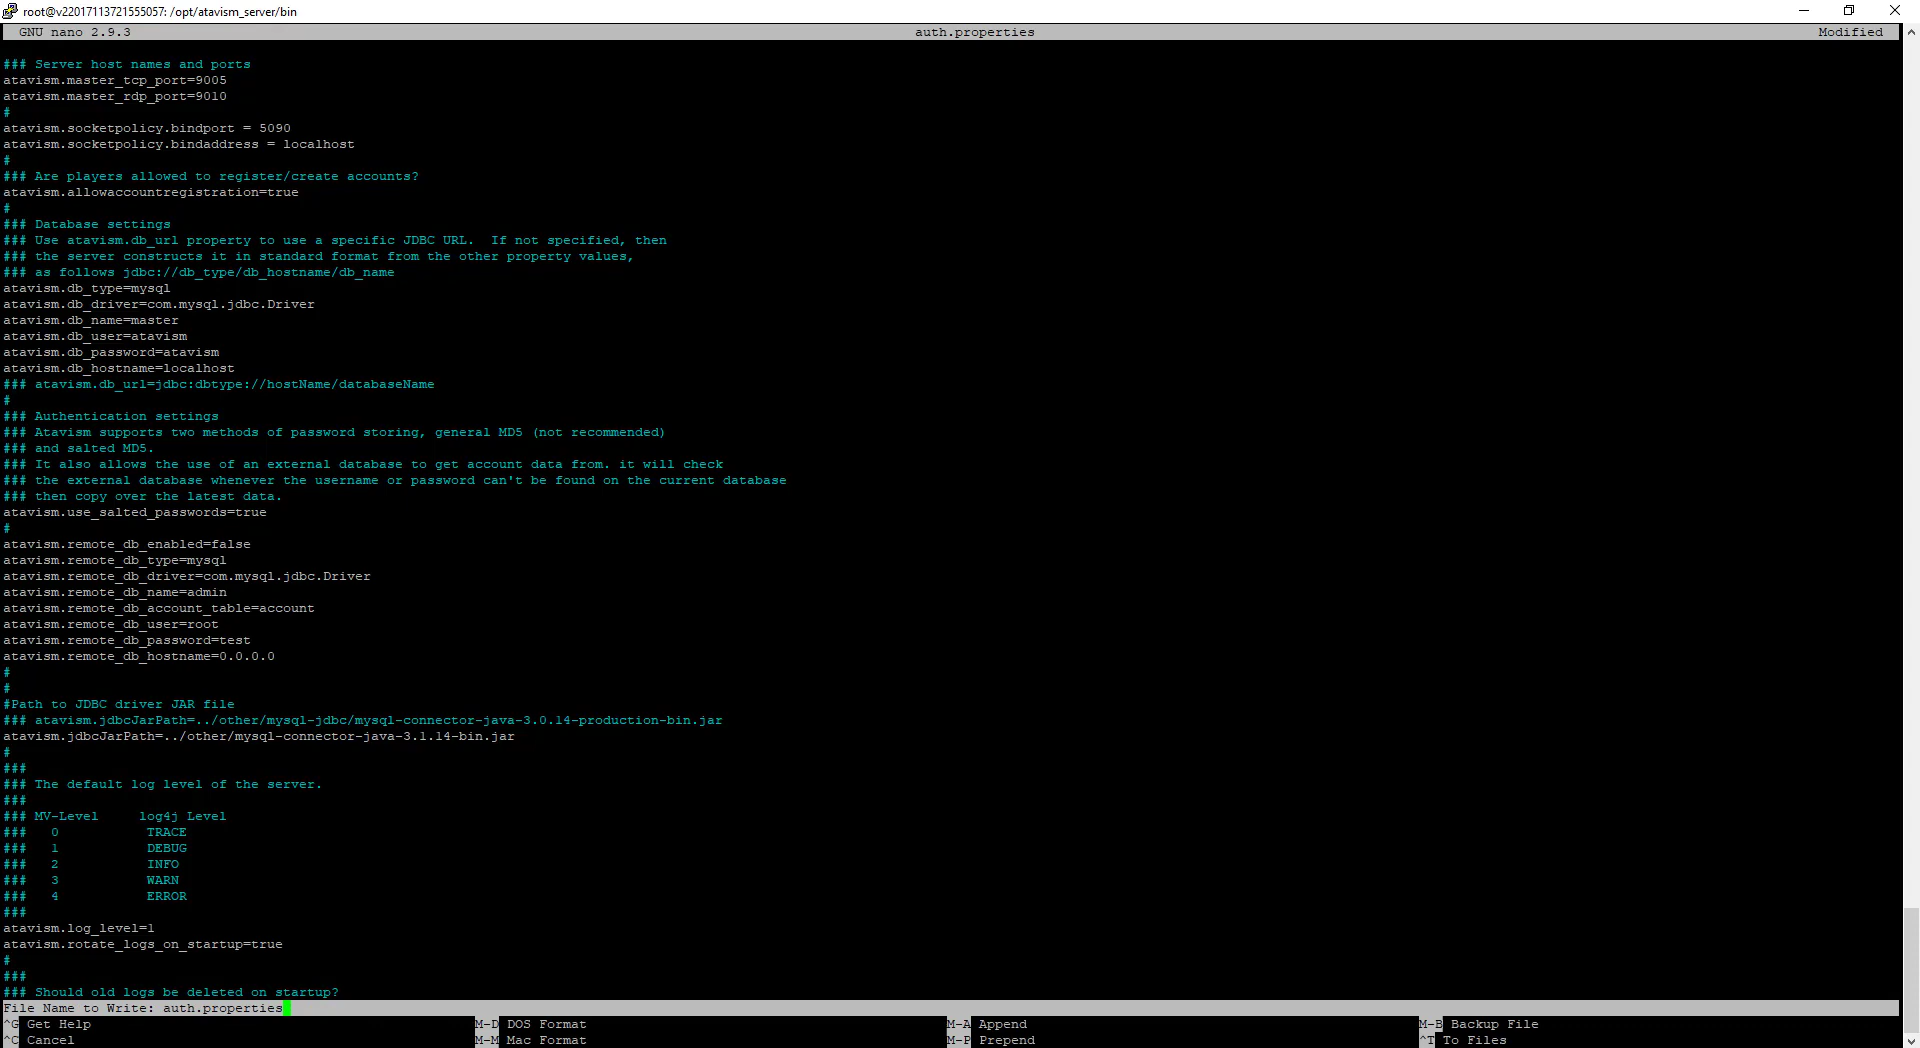 root@v22017113721555057: /opt/atavism_server/bin
GNU nano 2.9.3 auth.properties Modified
### Server host names and ports
atavism.master_tcp_port=9005
atavism.master_rdp_port=9010
#
atavism.socketpolicy.bindport = 5090
atavism.socketpolicy.bindaddress = localhost
#
### Are players allowed to register/create accounts?
atavism.allowaccountregistration=true
#
### Database settings
### Use atavism.db_url property to use a specific JDBC URL.  If not specified, then
### the server constructs it in standard format from the other property values,
### as follows jdbc://db_type/db_hostname/db_name
atavism.db_type=mysql
atavism.db_driver=com.mysql.jdbc.Driver
atavism.db_name=master
atavism.db_user=atavism
atavism.db_password=atavism
atavism.db_hostname=localhost
### atavism.db_url=jdbc:dbtype://hostName/databaseName
#
### Authentication settings
### Atavism supports two methods of password storing, general MD5 (not recommended)
### and salted MD5.
### It also allows the use of an external database to get account data from. it will check
### the external database whenever the username or password can't be found on the current database
### then copy over the latest data.
atavism.use_salted_passwords=true
#
atavism.remote_db_enabled=false
atavism.remote_db_type=mysql
atavism.remote_db_driver=com.mysql.jdbc.Driver
atavism.remote_db_name=admin
atavism.remote_db_account_table=account
atavism.remote_db_user=root
atavism.remote_db_password=test
atavism.remote_db_hostname=0.0.0.0
#
#
#Path to JDBC driver JAR file
### atavism.jdbcJarPath=../other/mysql-jdbc/mysql-connector-java-3.0.14-production-bin.jar
atavism.jdbcJarPath=../other/mysql-connector-java-3.1.14-bin.jar
#
###
### The default log level of the server.
###
### MV-Level     log4j Level
###   0           TRACE
###   1           DEBUG
###   2           INFO
###   3           WARN
###   4           ERROR
###
atavism.log_level=1
atavism.rotate_logs_on_startup=true
#
###
### Should old logs be deleted on startup?
File Name to Write: auth.properties
^G Get Help M-D DOS Format M-A Append M-B Backup File
^C Cancel M-M Mac Format M-P Prepend ^T To Files